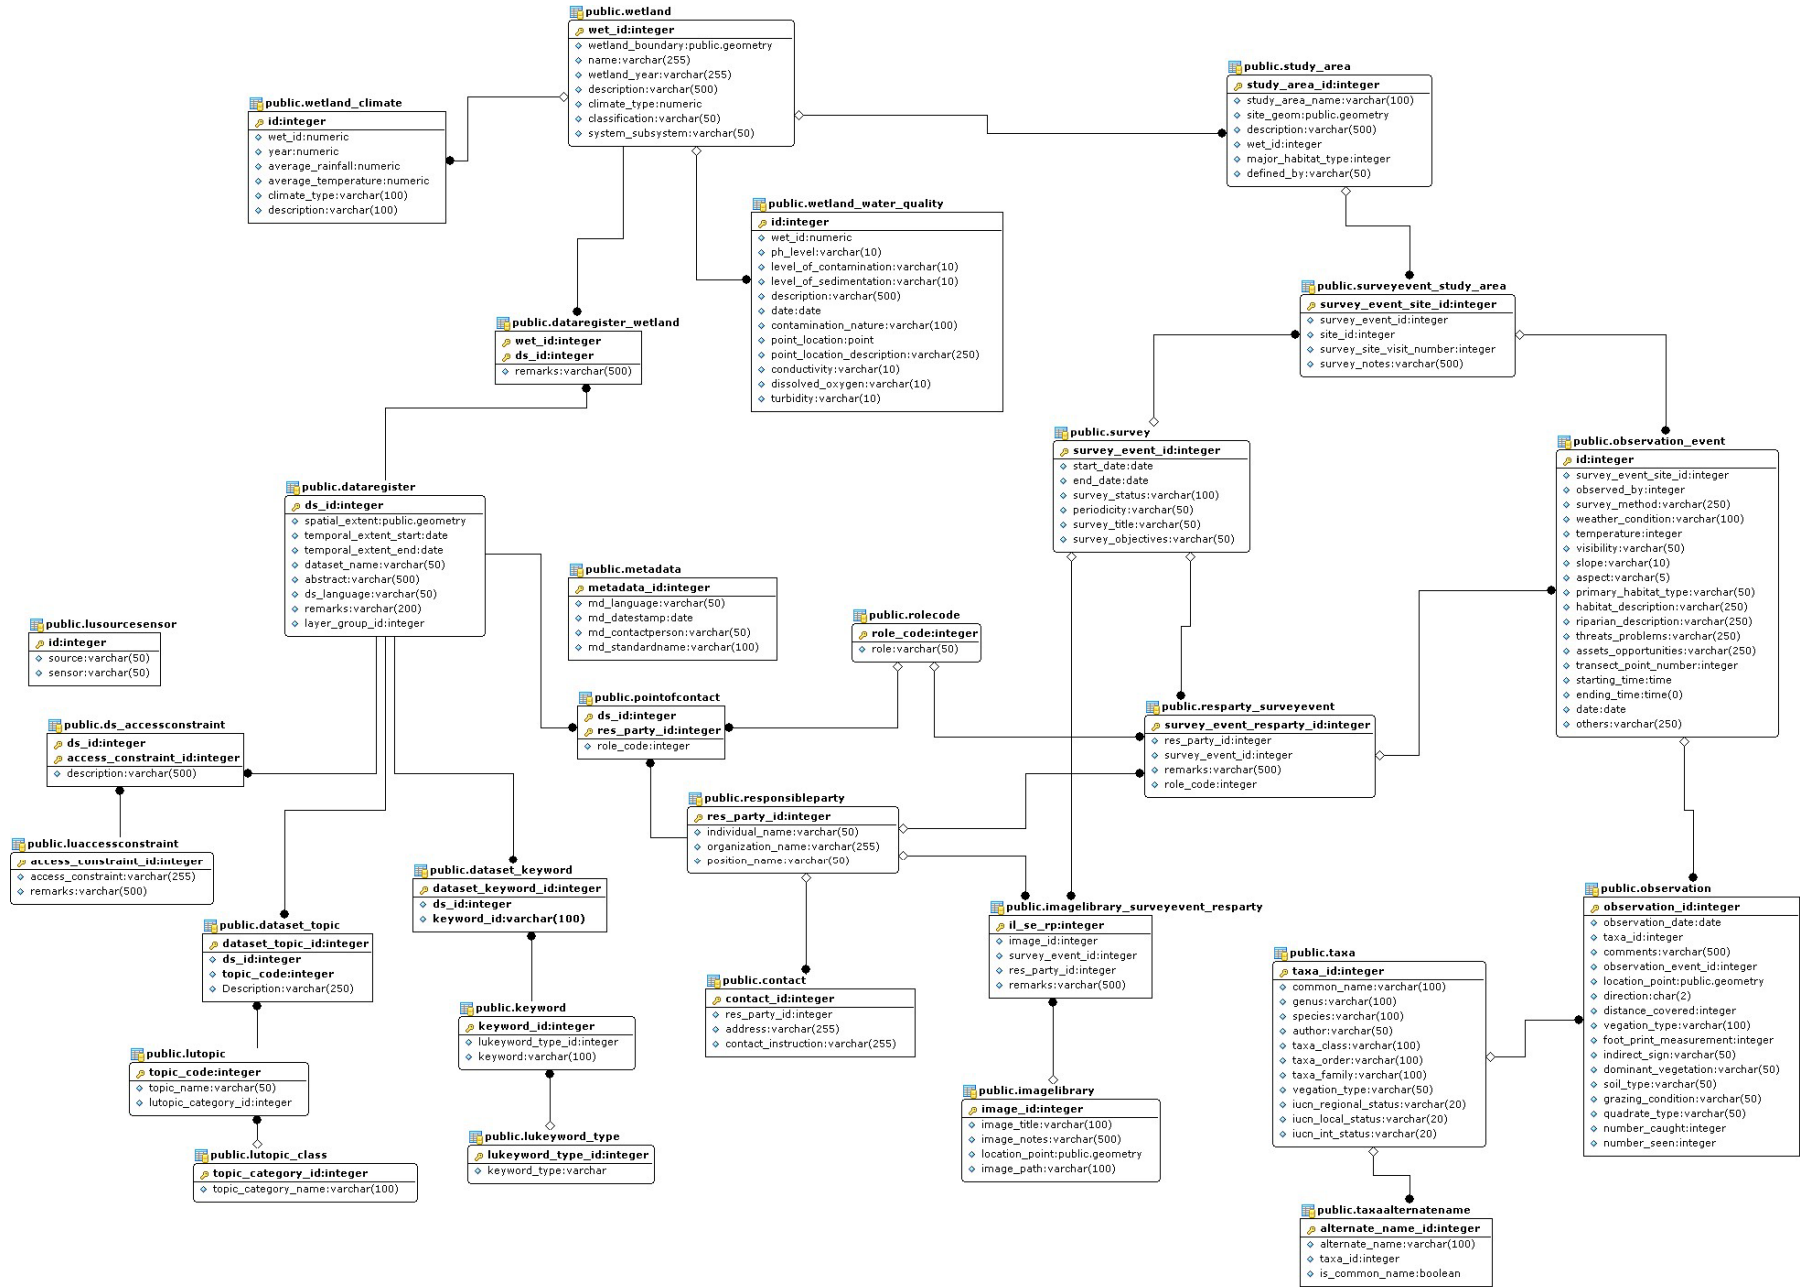 public.wetland
wet_id:integer
wetland_boundary:public.geometry
name:varchar(255)
wetland_year:varchar(255)
description:varchar(500)
climate_type:numeric
classification:varchar(50)
system_subsystem:varchar(50)
public.study_area
study_area_id:integer
study_area_name:varchar(100)
site_geom:public.geometry
description:varchar(500)
wet_id:integer
major_habitat_type:integer
defined_by:varchar(50)
public.wetland_climate
id:integer
wet_id:numeric
year:numeric
average_rainfall:numeric
average_temperature:numeric
climate_type:varchar(100)
description:varchar(100)
public.wetland_water_quality
id:integer
wet_id:numeric
ph_level:varchar(10)
level_of_contamination:varchar(10)
level_of_sedimentation:varchar(10)
description:varchar(500)
date:date
contamination_nature:varchar(100)
point_location:point
point_location_description:varchar(250)
conductivity:varchar(10)
dissolved_oxygen:varchar(10)
turbidity:varchar(10)
public.surveyevent_study_area
survey_event_site_id:integer
survey_event_id:integer
site_id:integer
survey_site_visit_number:integer
survey_notes:varchar(500)
public.dataregister_wetland
wet_id:integer
ds_id:integer
remarks:varchar(500)
public.survey
survey_event_id:integer
start_date:date
end_date:date
survey_status:varchar(100)
periodicity:varchar(50)
survey_title:varchar(50)
survey_objectives:varchar(50)
public.observation_event
id:integer
survey_event_site_id:integer
observed_by:integer
survey_method:varchar(250)
weather_condition:varchar(100)
temperature:integer
visibility:varchar(50)
slope:varchar(10)
aspect:varchar(5)
primary_habitat_type:varchar(50)
habitat_description:varchar(250)
riparian_description:varchar(250)
threats_problems:varchar(250)
assets_opportunities:varchar(250)
transect_point_number:integer
starting_time:time
ending_time:time(0)
date:date
others:varchar(250)
public.dataregister
ds_id:integer
spatial_extent:public.geometry
temporal_extent_start:date
temporal_extent_end:date
dataset_name:varchar(50)
abstract:varchar(500)
ds_language:varchar(50)
remarks:varchar(200)
layer_group_id:integer
public.metadata
metadata_id:integer
md_language:varchar(50)
md_datestamp:date
md_contactperson:varchar(50)
md_standardname:varchar(100)
public.rolecode
role_code:integer
role:varchar(50)
public.lusourcesensor
id:integer
source:varchar(50)
sensor:varchar(50)
public.pointofcontact
ds_id:integer
res_party_id:integer
role_code:integer
public.resparty_surveyevent
survey_event_resparty_id:integer
res_party_id:integer
survey_event_id:integer
remarks:varchar(500)
role_code:integer
public.ds_accessconstraint
ds_id:integer
access_constraint_id:integer
description:varchar(500)
public.responsibleparty
res_party_id:integer
individual_name:varchar(50)
organization_name:varchar(255)
position_name:varchar(50)
public.luaccessconstraint
access_constraint_id:integer
access_constraint:varchar(255)
remarks:varchar(500)
public.dataset_keyword
dataset_keyword_id:integer
ds_id:integer
keyword_id:varchar(100)
public.observation
observation_id:integer
observation_date:date
taxa_id:integer
comments:varchar(500)
observation_event_id:integer
location_point:public.geometry
direction:char(2)
distance_covered:integer
vegation_type:varchar(100)
foot_print_measurement:integer
indirect_sign:varchar(50)
dominant_vegetation:varchar(50)
soil_type:varchar(50)
grazing_condition:varchar(50)
quadrate_type:varchar(50)
number_caught:integer
number_seen:integer
public.imagelibrary_surveyevent_resparty
il_se_rp:integer
image_id:integer
survey_event_id:integer
res_party_id:integer
remarks:varchar(500)
public.dataset_topic
dataset_topic_id:integer
ds_id:integer
topic_code:integer
Description:varchar(250)
public.taxa
taxa_id:integer
common_name:varchar(100)
genus:varchar(100)
species:varchar(100)
author:varchar(50)
taxa_class:varchar(100)
taxa_order:varchar(100)
taxa_family:varchar(100)
vegation_type:varchar(50)
iucn_regional_status:varchar(20)
iucn_local_status:varchar(20)
iucn_int_status:varchar(20)
public.contact
contact_id:integer
res_party_id:integer
address:varchar(255)
contact_instruction:varchar(255)
public.keyword
keyword_id:integer
lukeyword_type_id:integer
keyword:varchar(100)
public.lutopic
topic_code:integer
topic_name:varchar(50)
lutopic_category_id:integer
public.imagelibrary
image_id:integer
image_title:varchar(100)
image_notes:varchar(500)
location_point:public.geometry
image_path:varchar(100)
public.lukeyword_type
lukeyword_type_id:integer
keyword_type:varchar
public.lutopic_class
topic_category_id:integer
topic_category_name:varchar(100)
public.taxaalternatename
alternate_name_id:integer
alternate_name:varchar(100)
taxa_id:integer
is_common_name:boolean